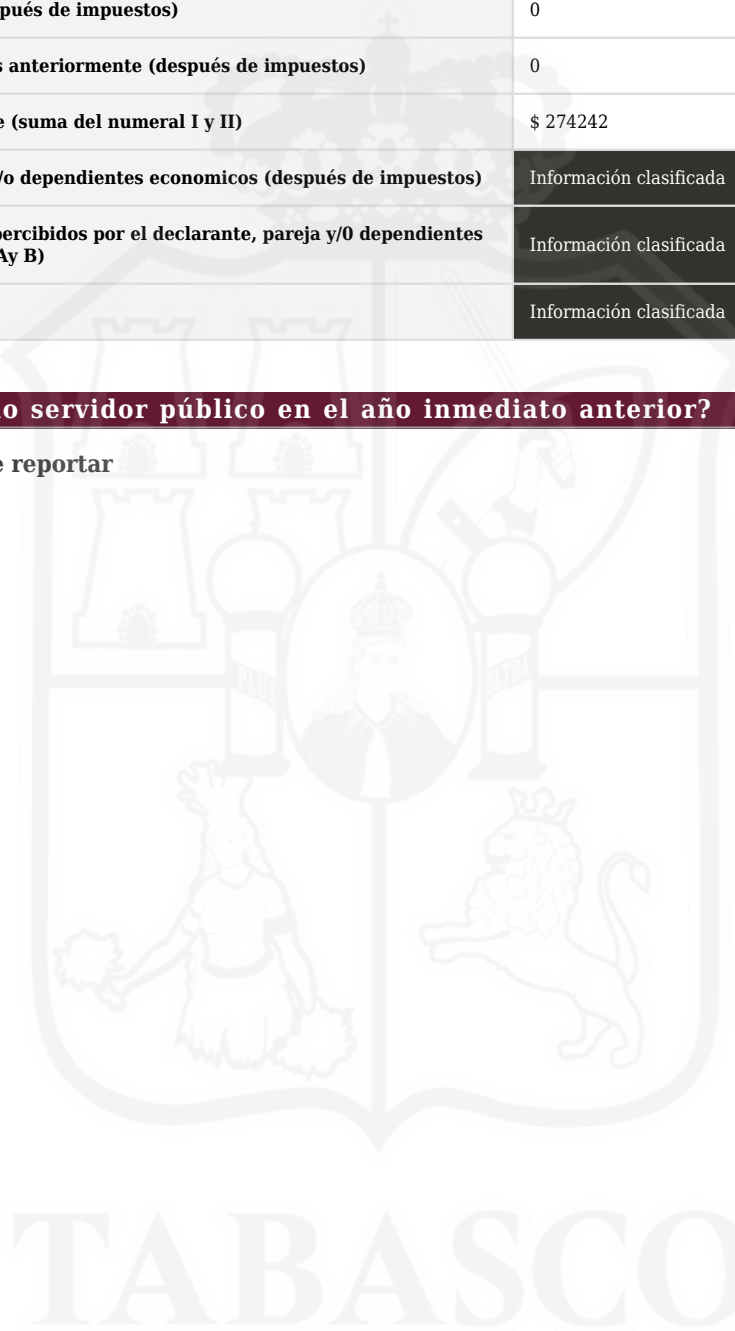 pués de impuestos)
0
s anteriormente (después de impuestos)
0
e (suma del numeral I y II)
$ 274242
/o dependientes economicos (después de impuestos)
Información clasificada
percibidos por el declarante, pareja y/0 dependientes
Ay B)
Información clasificada
Información clasificada
o servidor público en el año inmediato anterior?
e reportar
PLUS
ULTRA
TABASCO